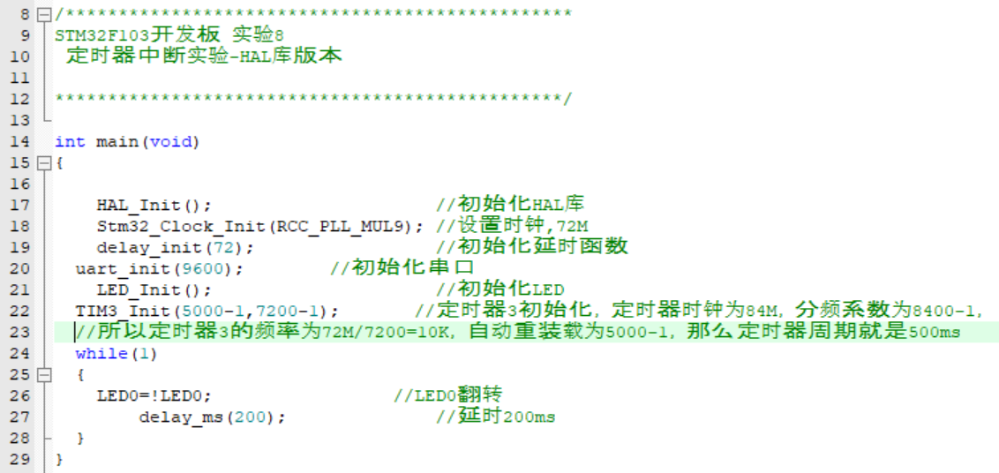 8 /************************************************
9 STM32F103开发板 实验8
10 定时器中断实验-HAL库版本
11
12 ************************************************/
13
14 int main(void)
15 {
16
17 HAL_Init(); //初始化HAL库
18 Stm32_Clock_Init(RCC_PLL_MUL9); //设置时钟,72M
19 delay_init(72); //初始化延时函数
20 uart_init(9600); //初始化串口
21 LED_Init(); //初始化LED
22 TIM3_Init(5000-1,7200-1); //定时器3初始化，定时器时钟为84M，分频系数为8400-1，
23 //所以定时器3的频率为72M/7200=10K，自动重装载为5000-1，那么定时器周期就是500ms
24 while(1)
25 {
26 LED0=!LED0; //LED0翻转
27 delay_ms(200); //延时200ms
28 }
29 }